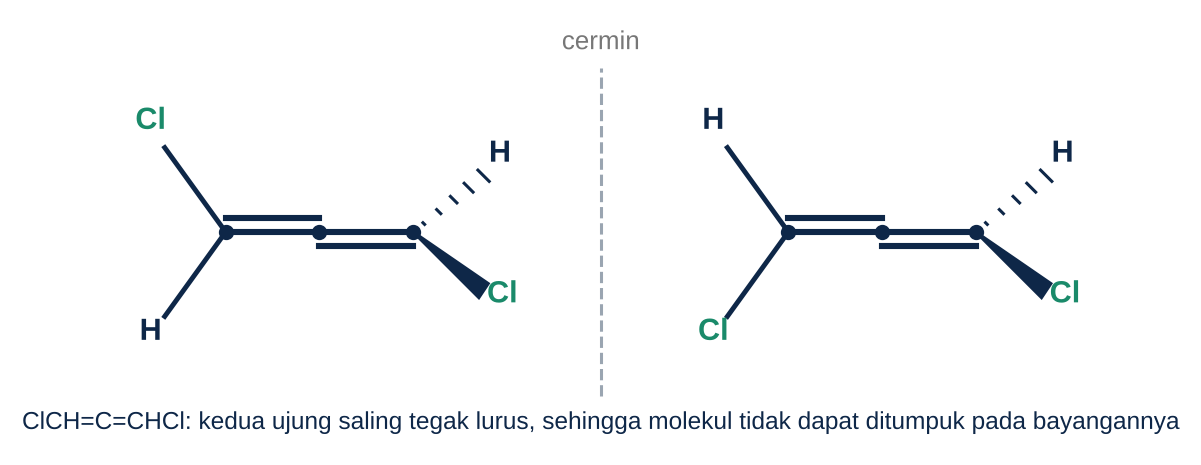 cermin
Cl
H
H
Cl
H
H
Cl
Cl
ClCH=C=CHCl: kedua ujung saling tegak lurus, sehingga molekul tidak dapat ditumpuk pada bayangannya